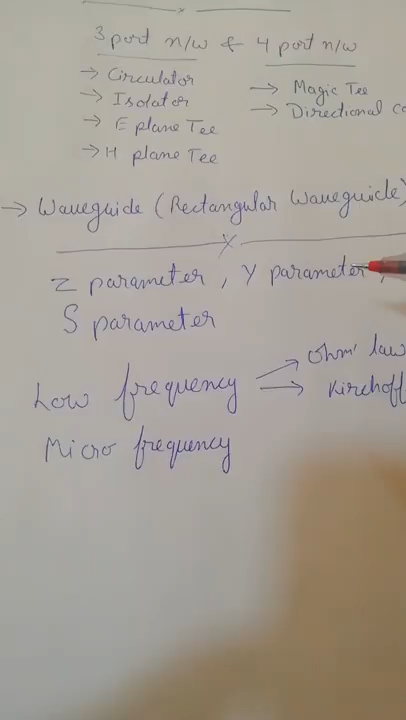 3 port n/w & 4 port n/w
→ Circulator
→ Isolator
→ E plane Tee
→ H plane Tee
→ Magic Tee
→ Directional
→ Waveguide (Rectangular Waveguide)
X
Z parameter, Y parameter,
S parameter
Low frequency → Ohm' law
→ Kirchoff
Micro frequency